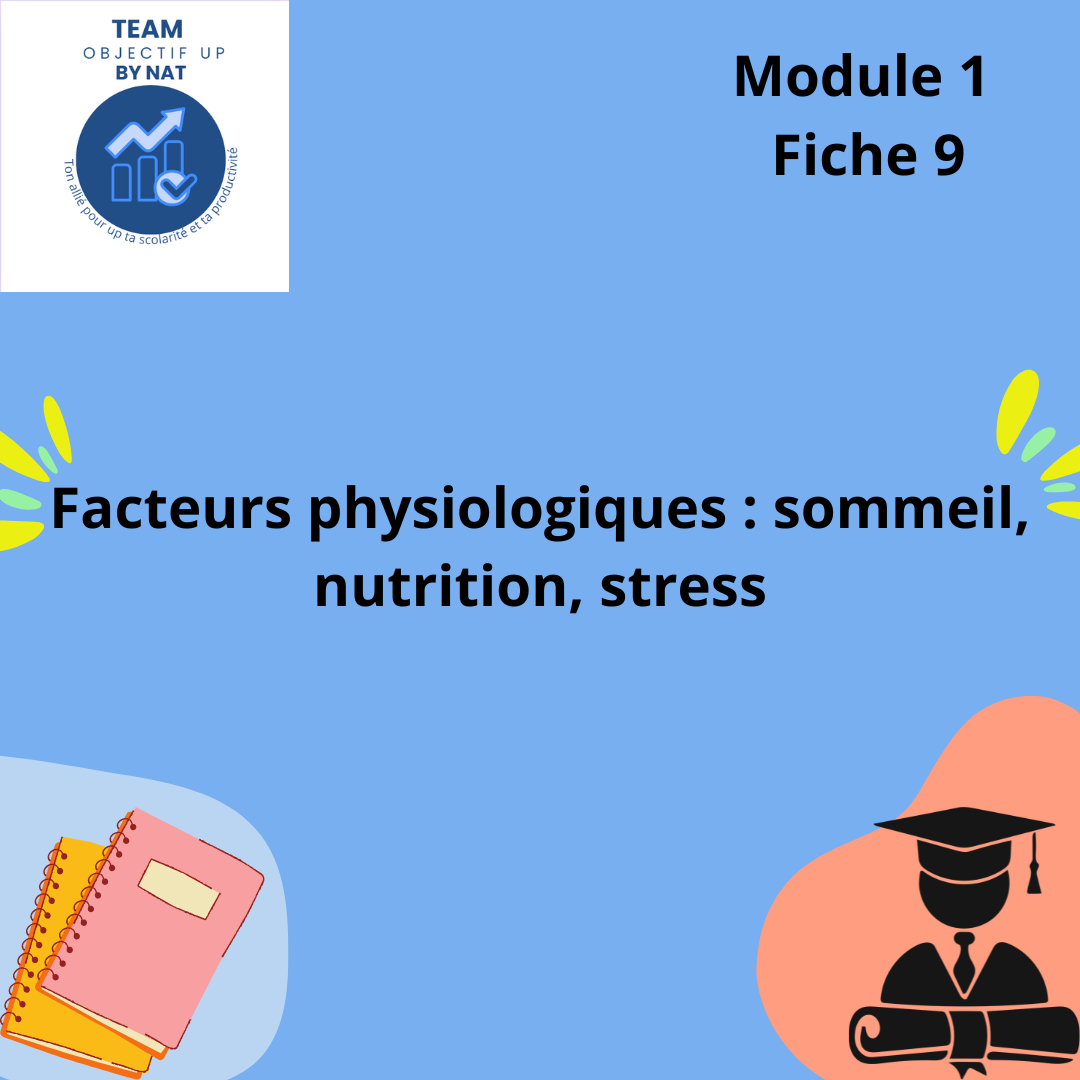 TEAM
OBJECTIF UP
BY NAT
Ton allié pour up ta scolarité et ta productivité
Module 1
Fiche 9
Facteurs physiologiques : sommeil,
nutrition, stress